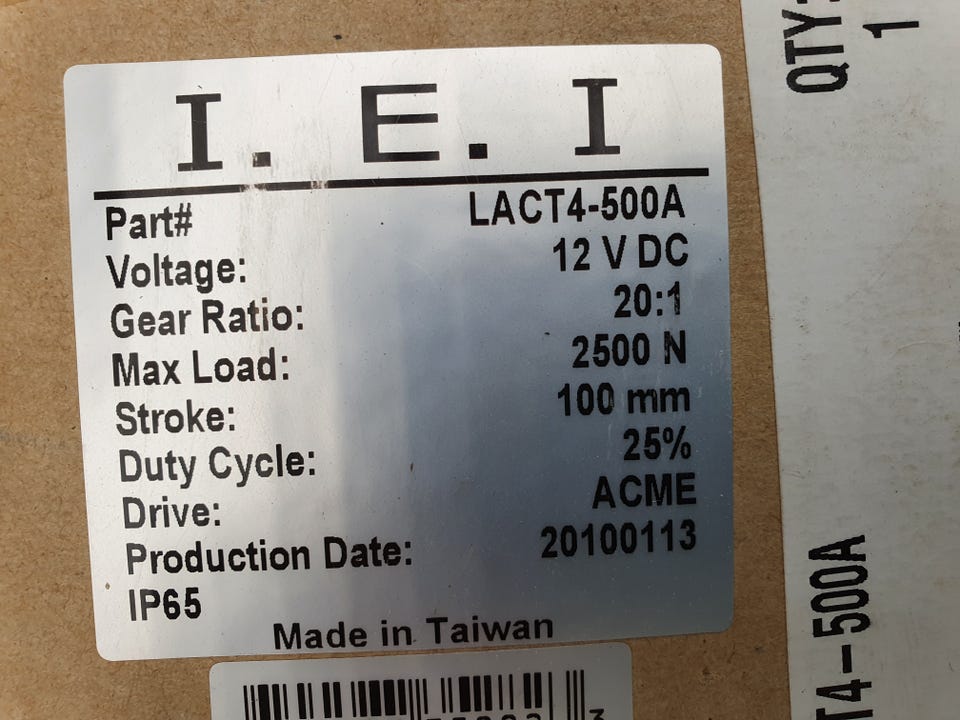 I. E. I
Part# LACT4-500A
Voltage: 12 V DC
Gear Ratio: 20:1
Max Load: 2500 N
Stroke: 100 mm
Duty Cycle: 25%
Drive: ACME
Production Date: 20100113
IP65
Made in Taiwan
QTY:
1
T4-500A